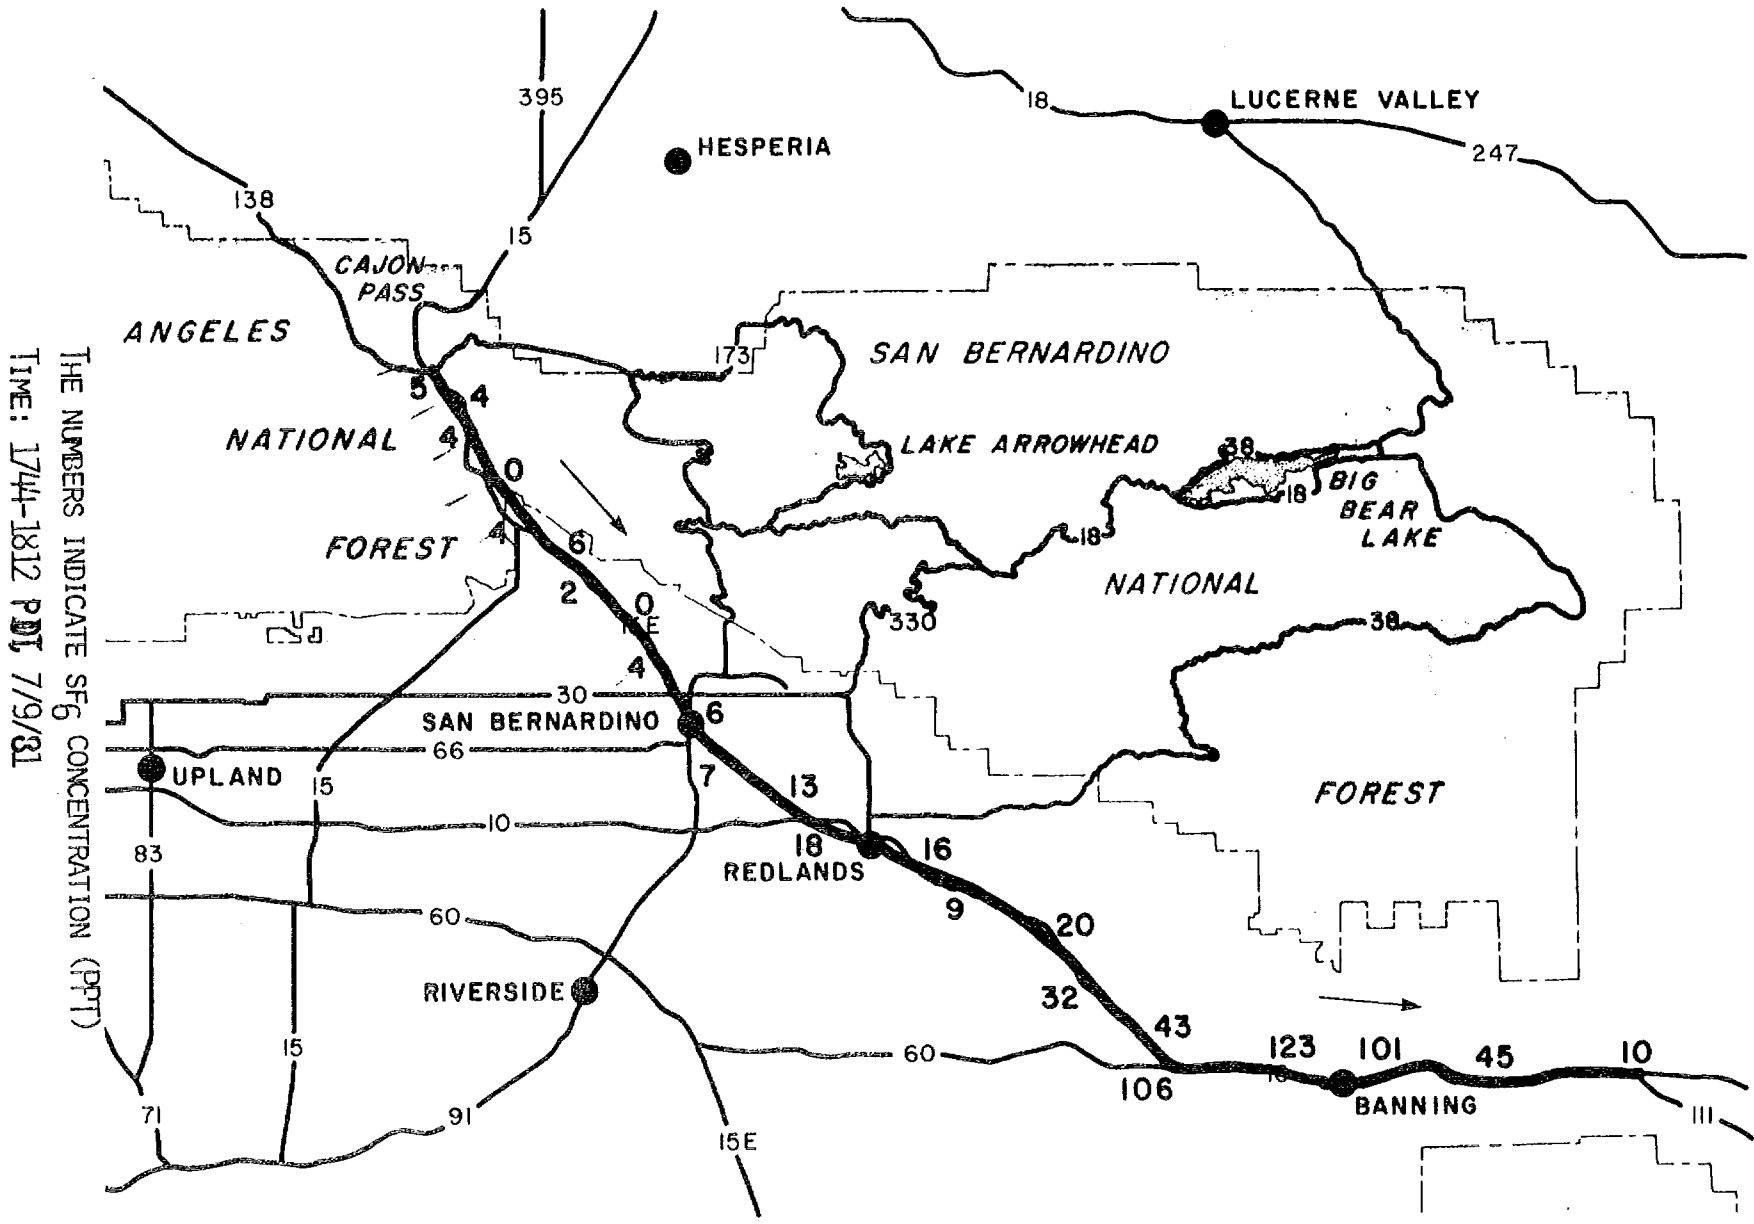 395
18
LUCERNE VALLEY
HESPERIA
247
138
15
CAJON
PASS
ANGELES
173
SAN BERNARDINO
5
4
NATIONAL
4
LAKE ARROWHEAD
38
0
BIG
18
BEAR
LAKE
FOREST
6
18
NATIONAL
2
0
330
38
4
30
SAN BERNARDINO
6
66
UPLAND
7
15
13
FOREST
10
83
18
16
REDLANDS
9
60
20
RIVERSIDE
32
43
15
60
123
101
45
10
106
BANNING
71
91
15E
111
THE NUMBERS INDICATE SF6 CONCENTRATION (PPT)
TIME: 1744-1812 PDT, 7/9/81